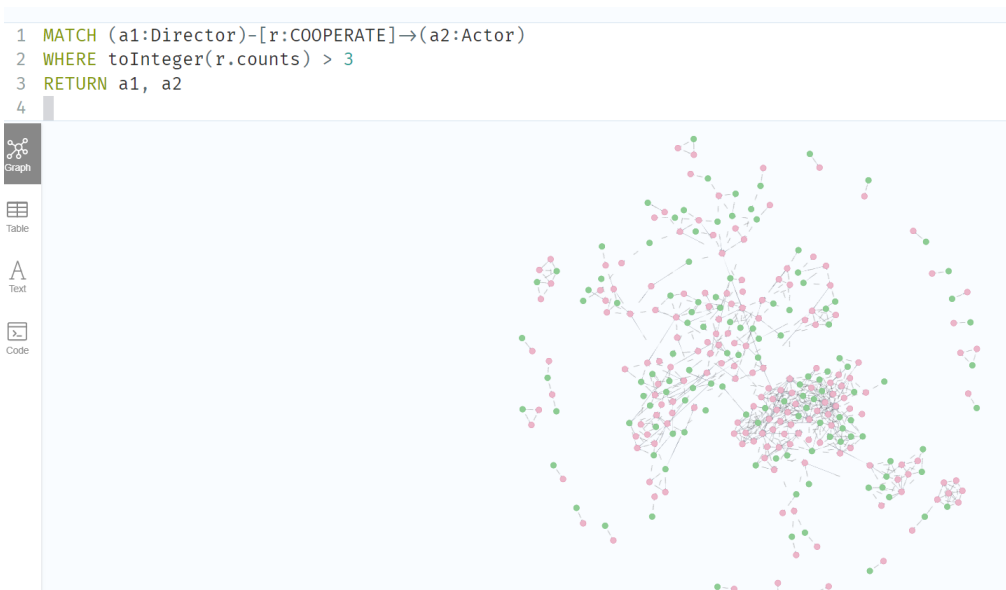 1 MATCH (a1:Director)-[r:COOPERATE]→(a2:Actor)
2 WHERE toInteger(r.counts) > 3
3 RETURN a1, a2
4
Graph
Table
A
Text
Code